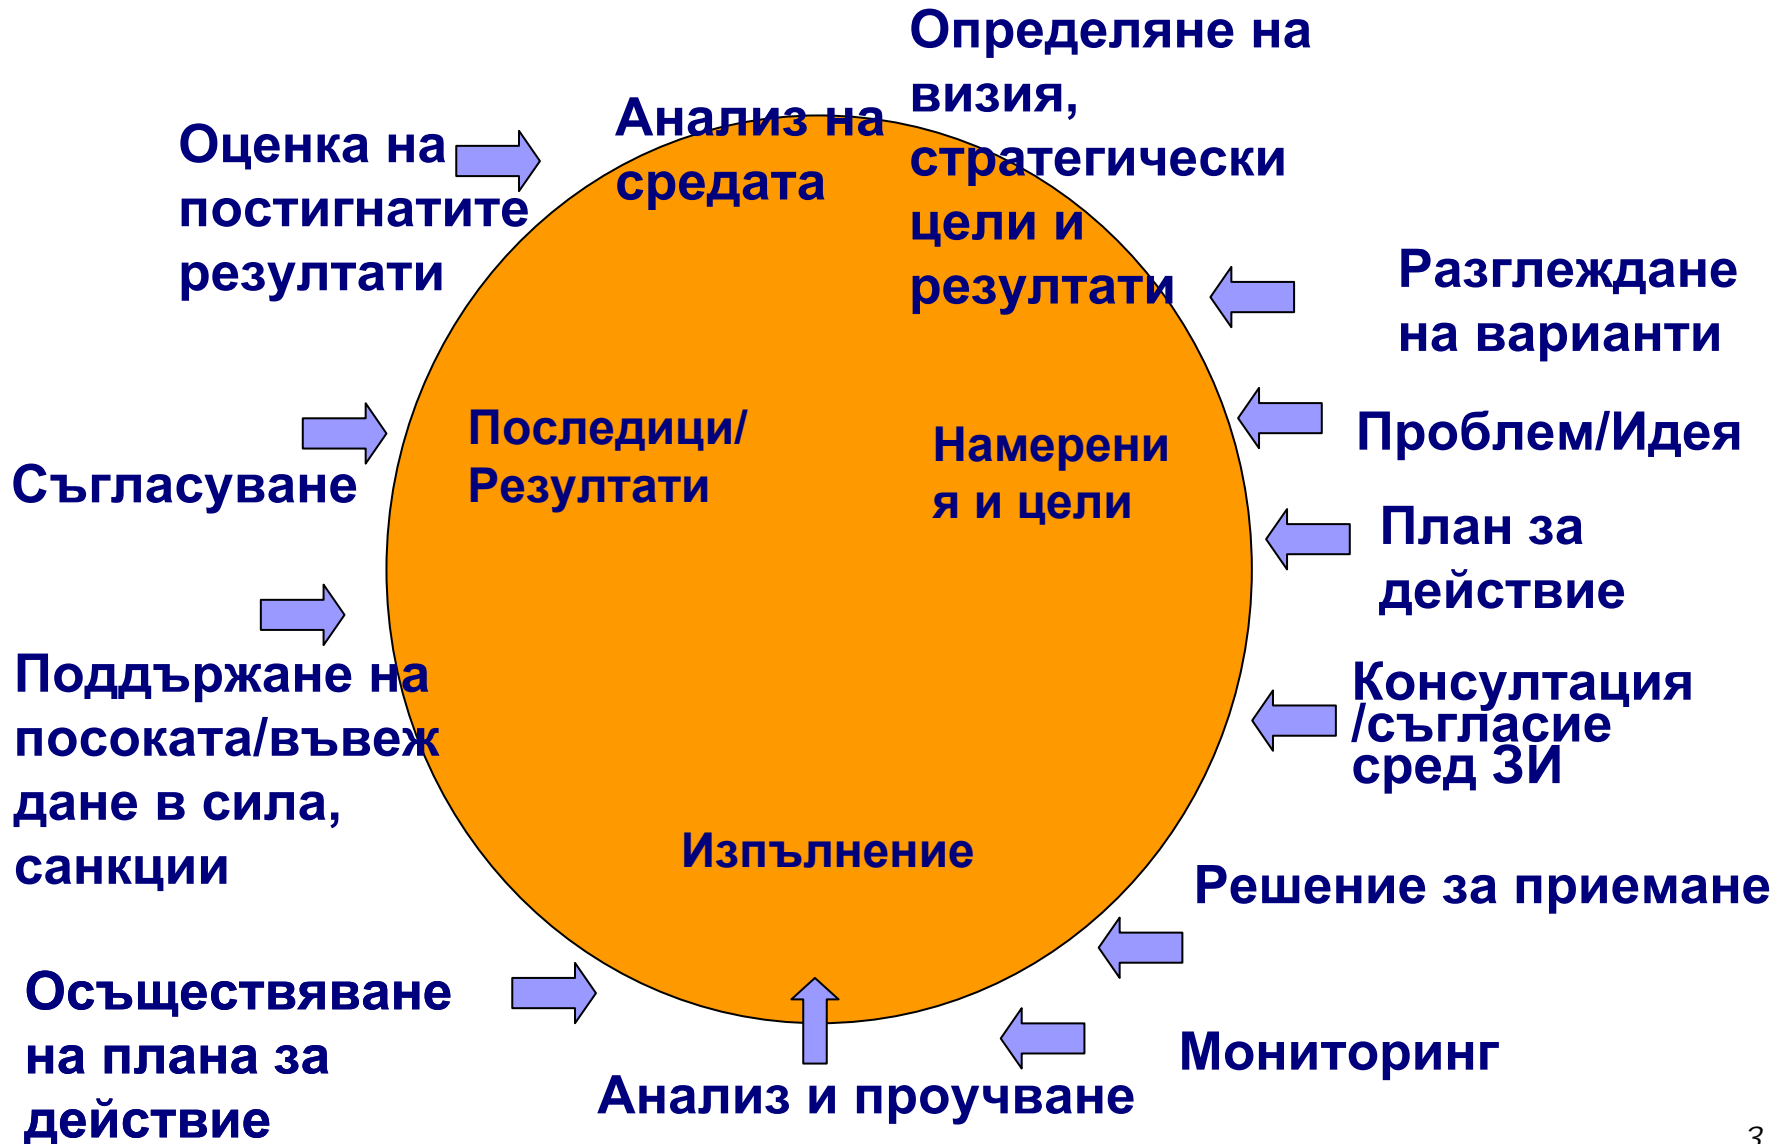 Определяне на
визия,
стратегически
цели и
резултати
Анализ на
средата
Оценка на
постигнатите
резултати
Разглеждане
на варианти
Последици/
Резултати
Намерени
я и цели
Проблем/Идея
Съгласуване
План за
действие
Поддържане на
посоката/въвеж
дане в сила,
санкции
Консултация
/съгласие
сред ЗИ
Изпълнение
Решение за приемане
Осъществяване
на плана за
действие
Мониторинг
Анализ и проучване
3